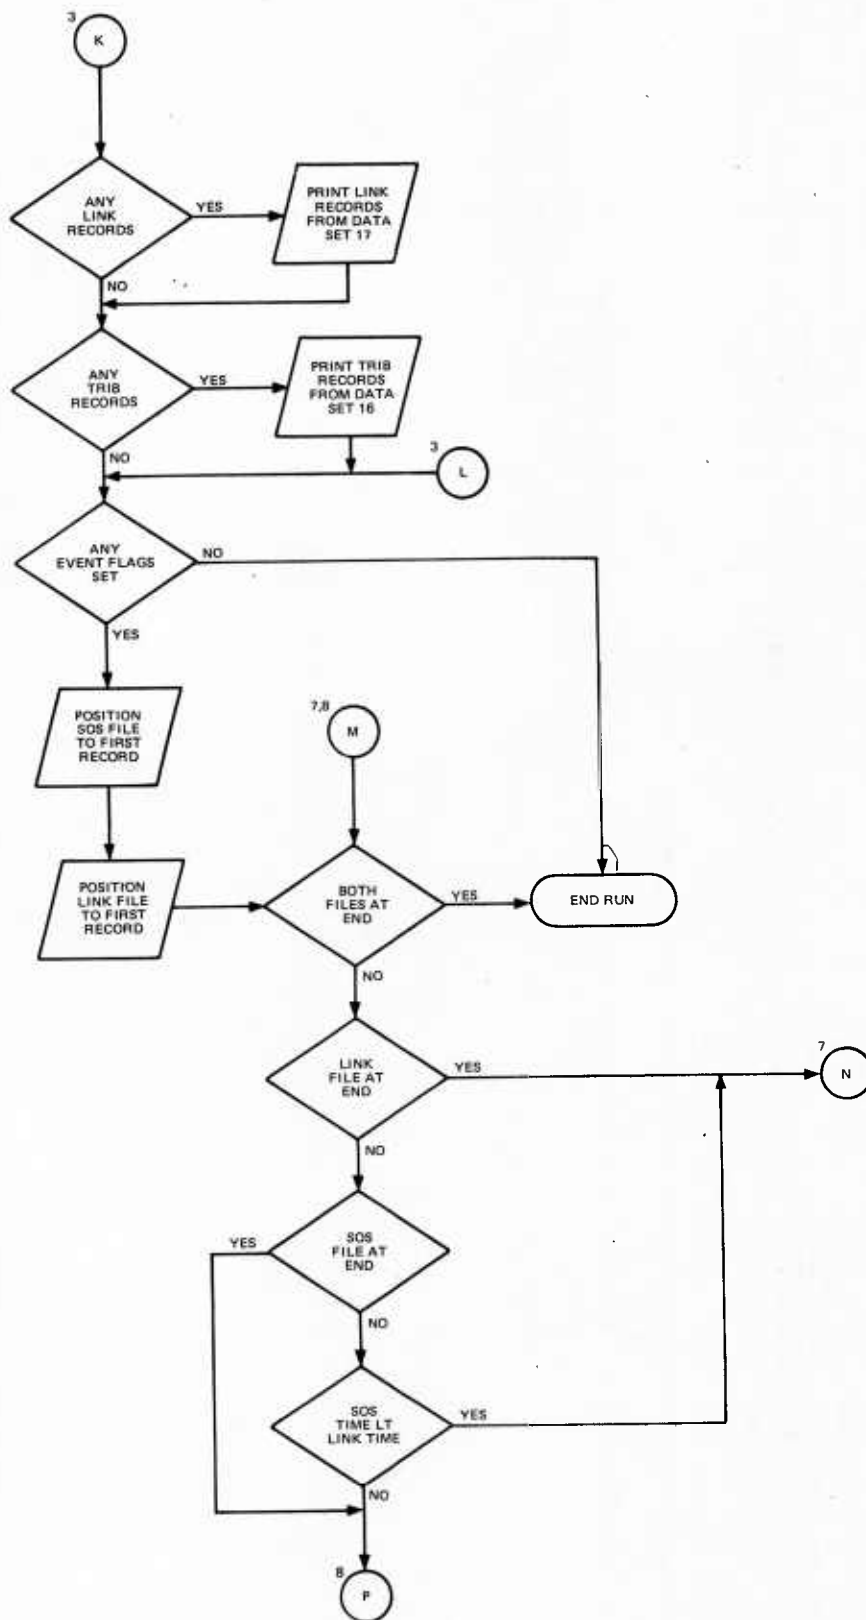 3
K
ANY
LINK
RECORDS
YES
PRINT LINK
RECORDS
FROM DATA
SET 17
NO
ANY
TRIB
RECORDS
YES
PRINT TRIB
RECORDS
FROM DATA
SET 16
NO
3
L
ANY
EVENT FLAGS
SET
NO
YES
POSITION
SOS FILE
TO FIRST
RECORD
7,8
M
POSITION
LINK FILE
TO FIRST
RECORD
BOTH
FILES AT
END
YES
END RUN
NO
LINK
FILE AT
END
YES
7
N
NO
YES
SOS
FILE AT
END
NO
SOS
TIME LT
LINK TIME
YES
NO
8
P